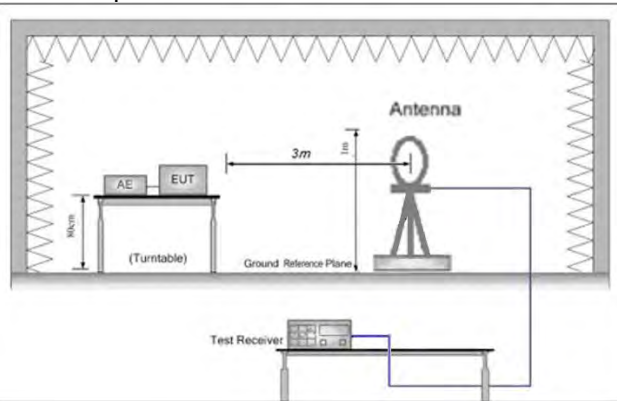 Antenna
3m
1m
AE
EUT
80cm
(Turntable)
Ground Reference Plane
Test Receiver